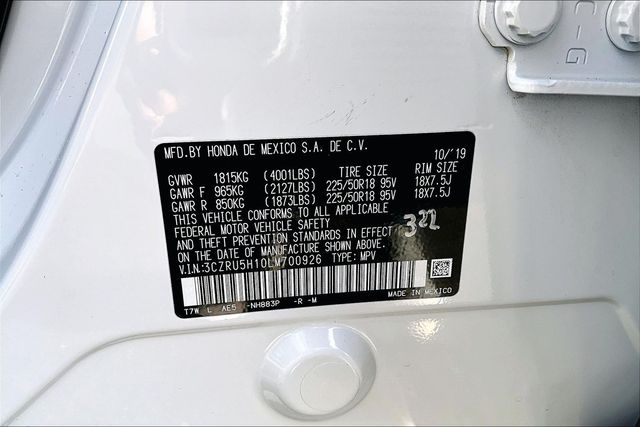 MFD.BY HONDA DE MEXICO S.A. DE C.V. 10/'19
GVWR 1815KG (4001LBS) TIRE SIZE RIM SIZE
GAWR F 965KG (2127LBS) 225/50R18 95V 18X7.5J
GAWR R 850KG (1873LBS) 225/50R18 95V 18X7.5J
THIS VEHICLE CONFORMS TO ALL APPLICABLE
FEDERAL MOTOR VEHICLE SAFETY
AND THEFT PREVENTION STANDARDS IN EFFECT
ON THE DATE OF MANUFACTURE SHOWN ABOVE.
322
V.I.N:3CZRU5H10LM700926 TYPE: MPV
T7W L AE5 -NH883P -R -M MADE IN MEXICO
C-G